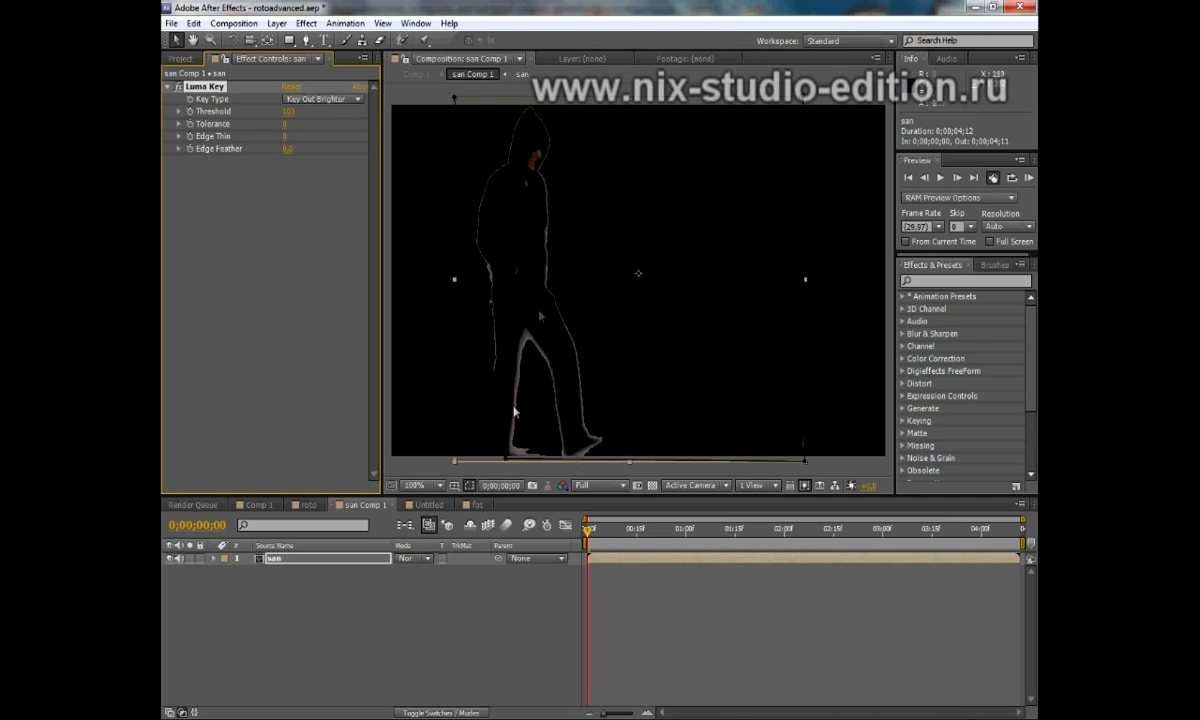 Adobe After Effects - rotoadvanced.aep *
File Edit Composition Layer Effect Animation View Window Help
Workspace: Standard Search Help
Project Effect Controls: san Composition: san Comp 1 Layer: (none) Footage: (none) Info Audio
san Comp 1 • san
Comp 1 san Comp 1 san
www.nix-studio-edition.ru
Luma Key Reset Abo
Key Type Key Out Brighter
Threshold 103
Tolerance 0
Edge Thin 0
Edge Feather 0,0
san
Duration: 0;00;04;12
In: 0;00;00;00, Out: 0;00;04;11
Preview
RAM Preview Options
Frame Rate Skip Resolution
(29,97) 0 Auto
From Current Time Full Screen
Effects & Presets Brushes
* Animation Presets
3D Channel
Audio
Blur & Sharpen
Channel
Color Correction
Digieffects FreeForm
Distort
Expression Controls
Generate
Keying
Matte
Missing
Noise & Grain
Obsolete
100% 0;00;00;00 Full Active Camera 1 View +0,0
Render Queue Comp 1 roto san Comp 1 Untitled fot
0;00;00;00
00:15f 01:00f 01:15f 02:00f 02:15f 03:00f 03:15f 04:00f
# Source Name Mode T TrkMat Parent
1 san Nor... None
Toggle Switches / Modes